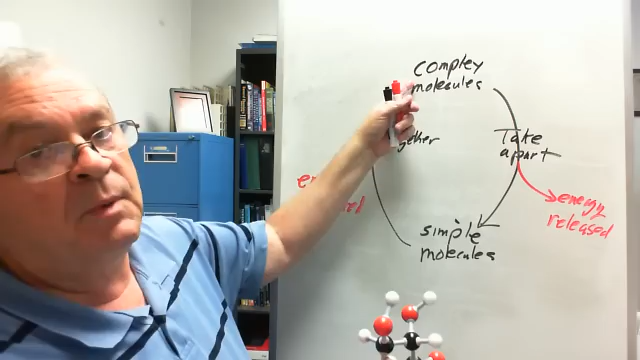 complex
molecules
Take
apart
energy
released
simple
molecules